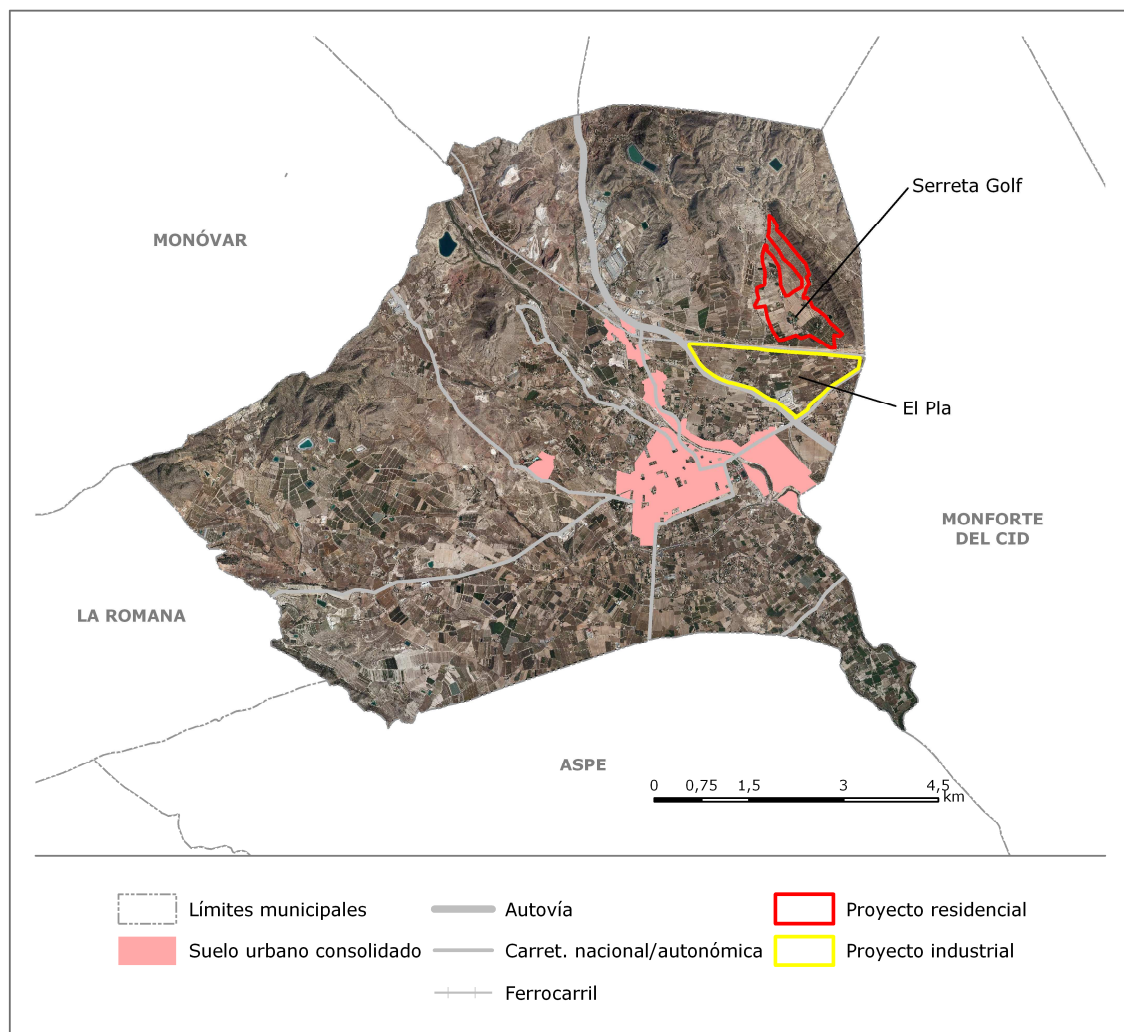 Serreta Golf
MONÓVAR
El Pla
MONFORTE
DEL CID
LA ROMANA
ASPE
0 0,75 1,5 3 4,5
km
Límites municipales
Autovía
Proyecto residencial
Suelo urbano consolidado
Carret. nacional/autonómica
Proyecto industrial
Ferrocarril